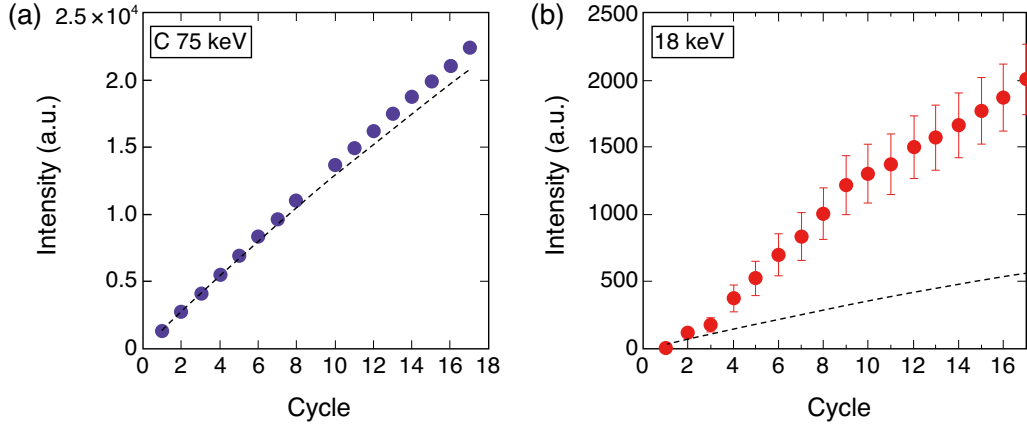 (a)
C 75 keV
2.5 × 10⁴
2.0
1.5
1.0
0.5
0
Intensity (a.u.)
0 2 4 6 8 10 12 14 16 18
Cycle
(b)
18 keV
2500
2000
1500
1000
500
0
Intensity (a.u.)
0 2 4 6 8 10 12 14 16
Cycle